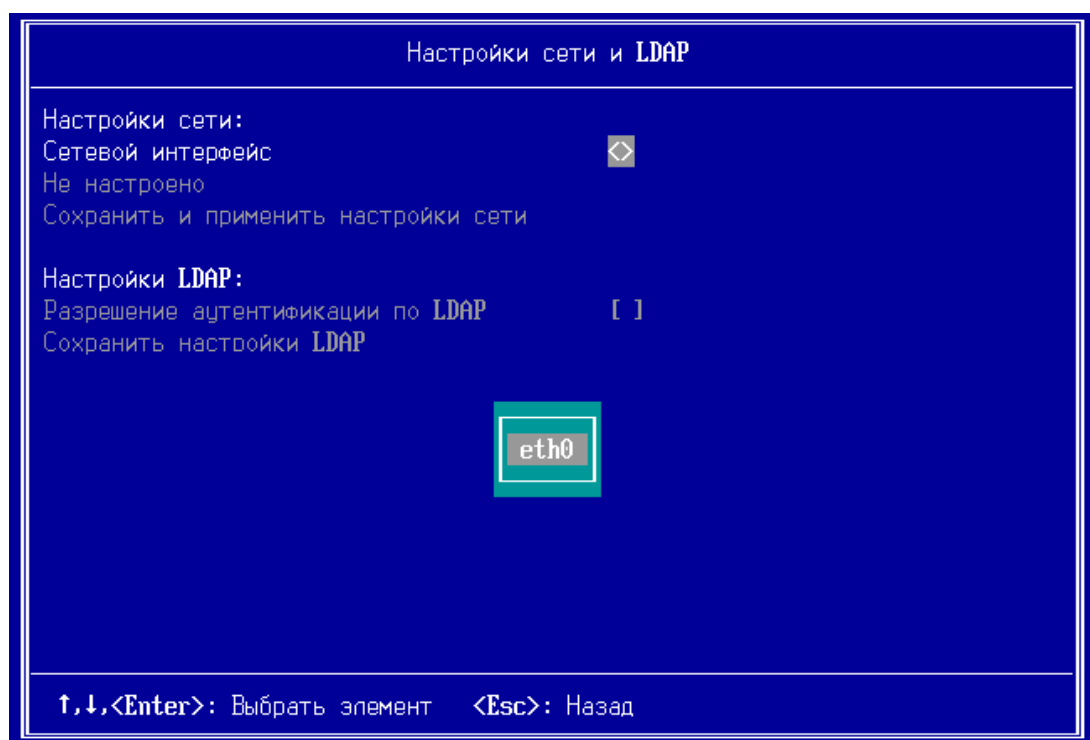 Настройки сети и LDAP
Настройки сети:
Сетевой интерфейс <>
Не настроено
Сохранить и применить настройки сети
Настройки LDAP:
Разрешение аутентификации по LDAP [ ]
Сохранить настройки LDAP
eth0
↑,↓,<Enter>: Выбрать элемент <Esc>: Назад